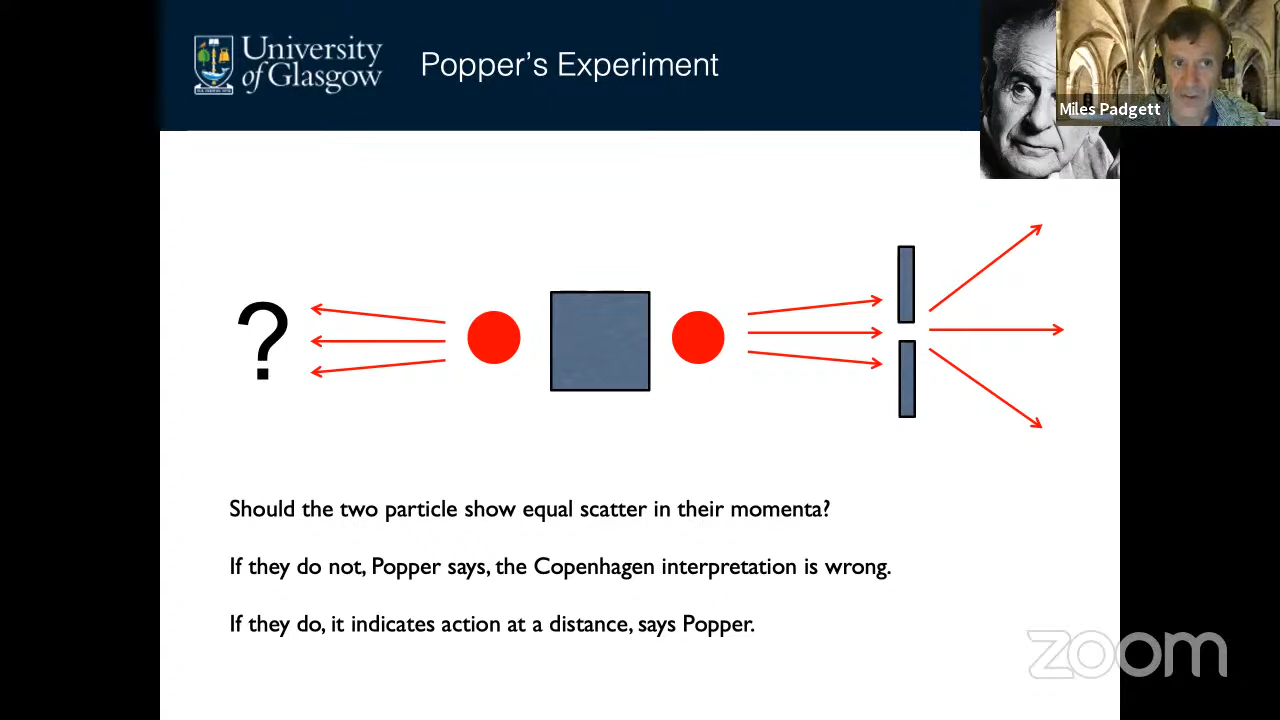 University
of Glasgow
Popper's Experiment
Miles Padgett
?
Should the two particle show equal scatter in their momenta?
If they do not, Popper says, the Copenhagen interpretation is wrong.
If they do, it indicates action at a distance, says Popper.
zoom